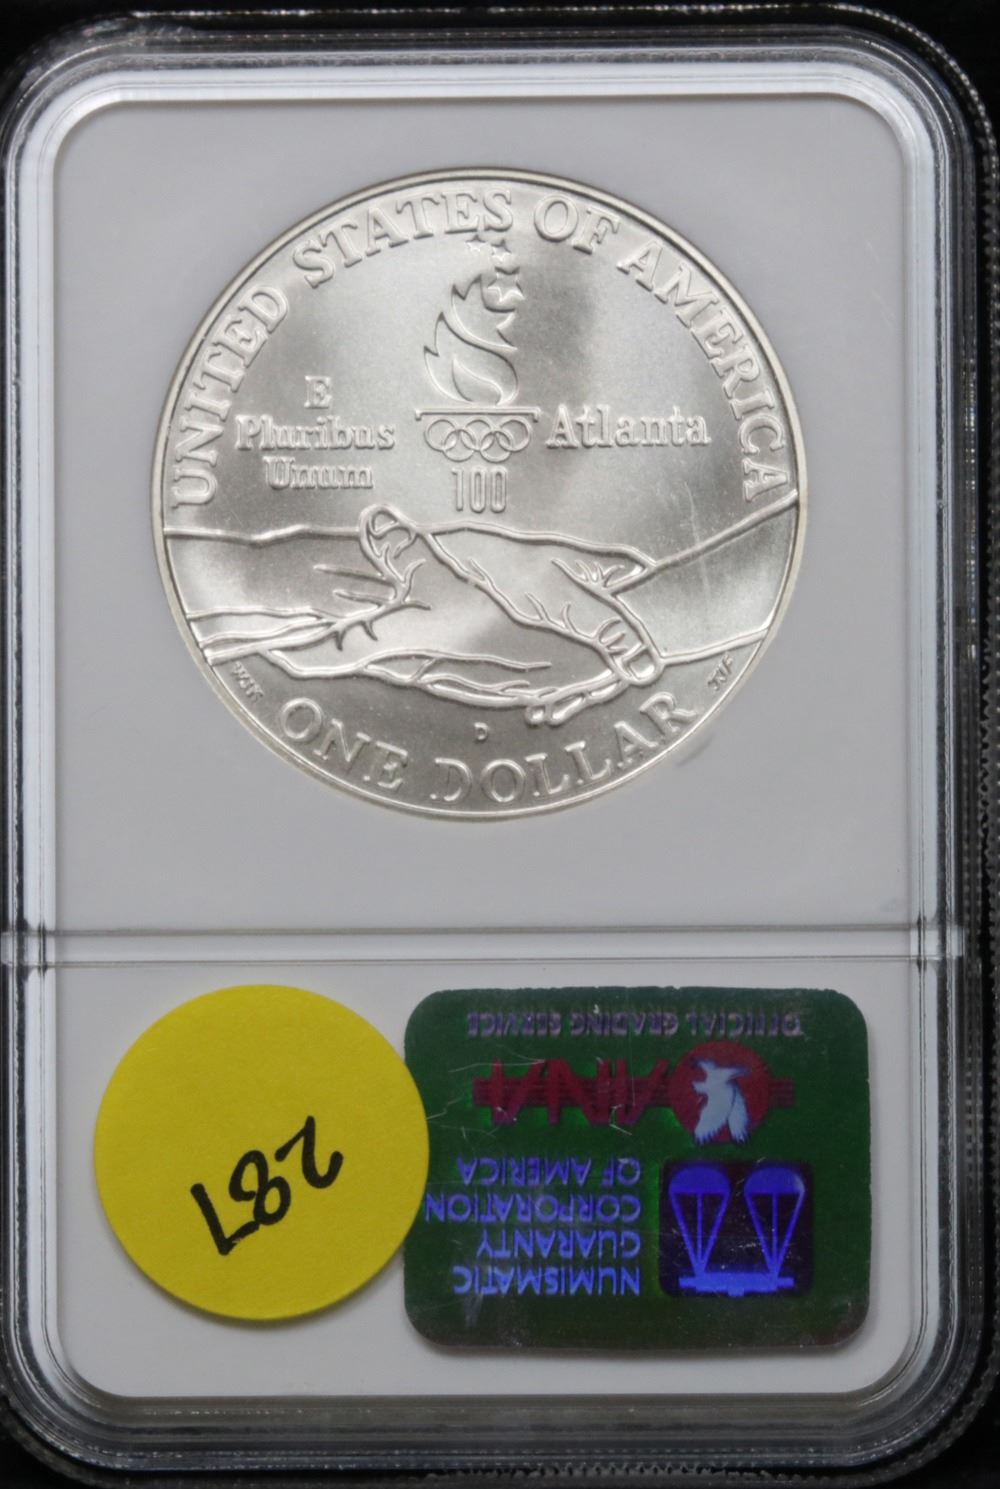 UNITED STATES OF AMERICA
E
Pluribus
Unum
Atlanta
100
D
ONE DOLLAR
287
OFFICIAL GRADING SERVICE
ANA
NUMISMATIC
GUARANTY
CORPORATION
OF AMERICA